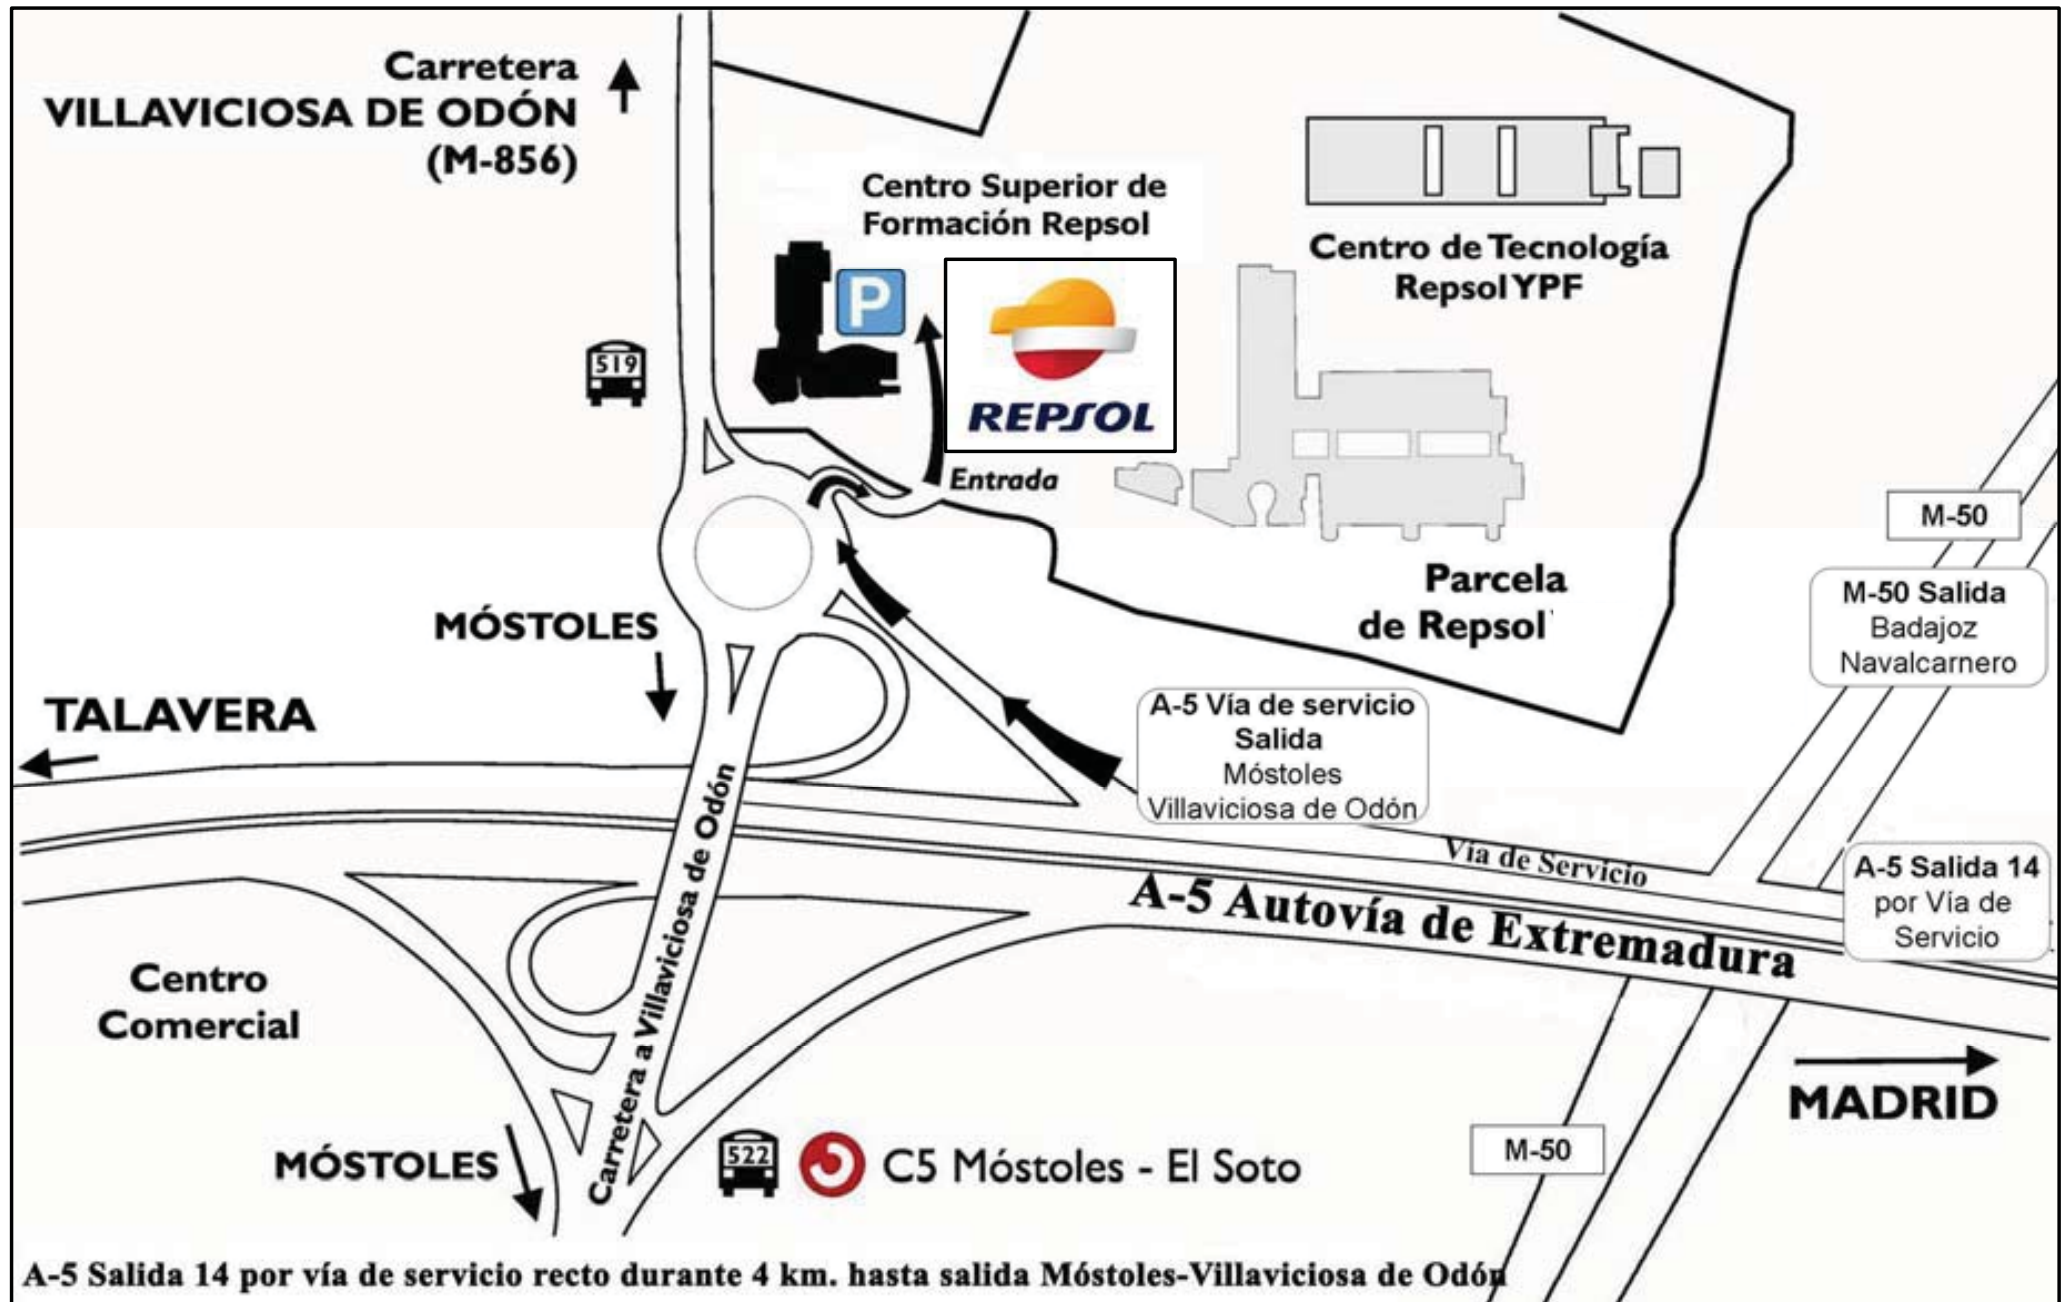 Carretera
VILLAVICIOSA DE ODÓN
(M-856)
Centro Superior de
Formación Repsol
P
REPSOL
Centro de Tecnología
Repsol YPF
519
Entrada
M-50
Parcela
de Repsol
M-50 Salida
Badajoz
Navalcarnero
MÓSTOLES
TALAVERA
A-5 Vía de servicio
Salida
Móstoles
Villaviciosa de Odón
Vía de Servicio
A-5 Salida 14
por Vía de
Servicio
A-5 Autovía de Extremadura
Carretera a Villaviciosa de Odón
Centro
Comercial
MADRID
MÓSTOLES
522
C5 Móstoles - El Soto
M-50
A-5 Salida 14 por vía de servicio recto durante 4 km. hasta salida Móstoles-Villaviciosa de Odón